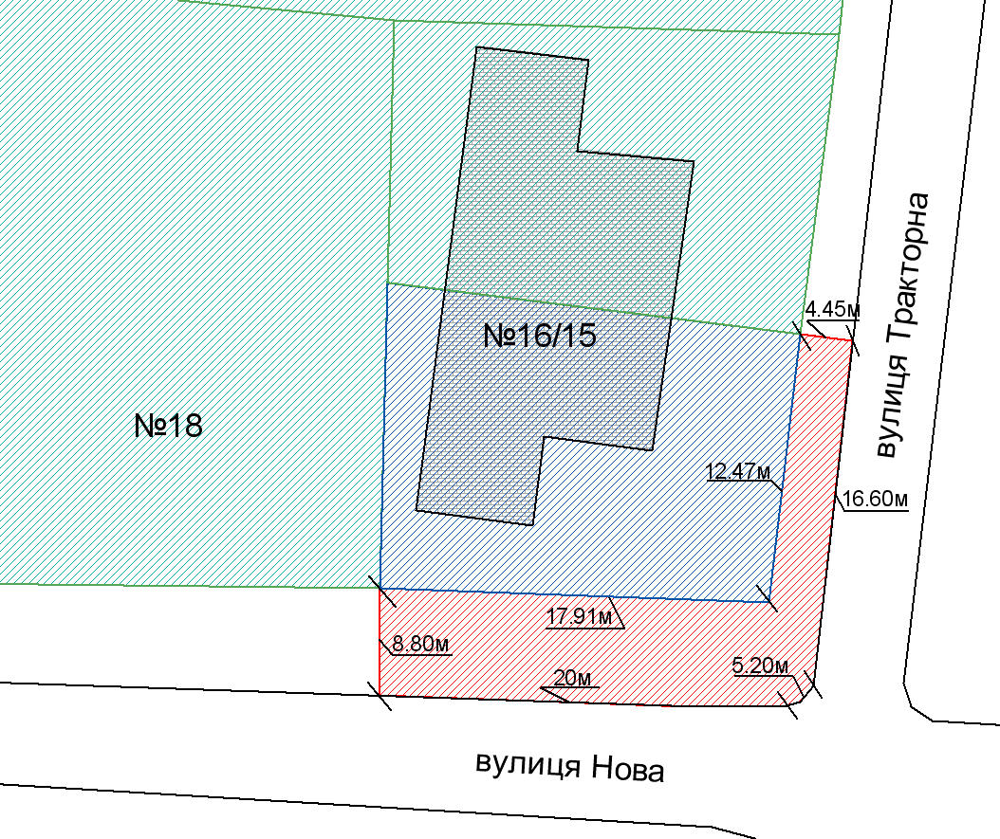 4.45м
вулиця Тракторна
№16/15
№18
12.47м
16.60м
17.91м
8.80м
5.20м
20м
вулиця Нова